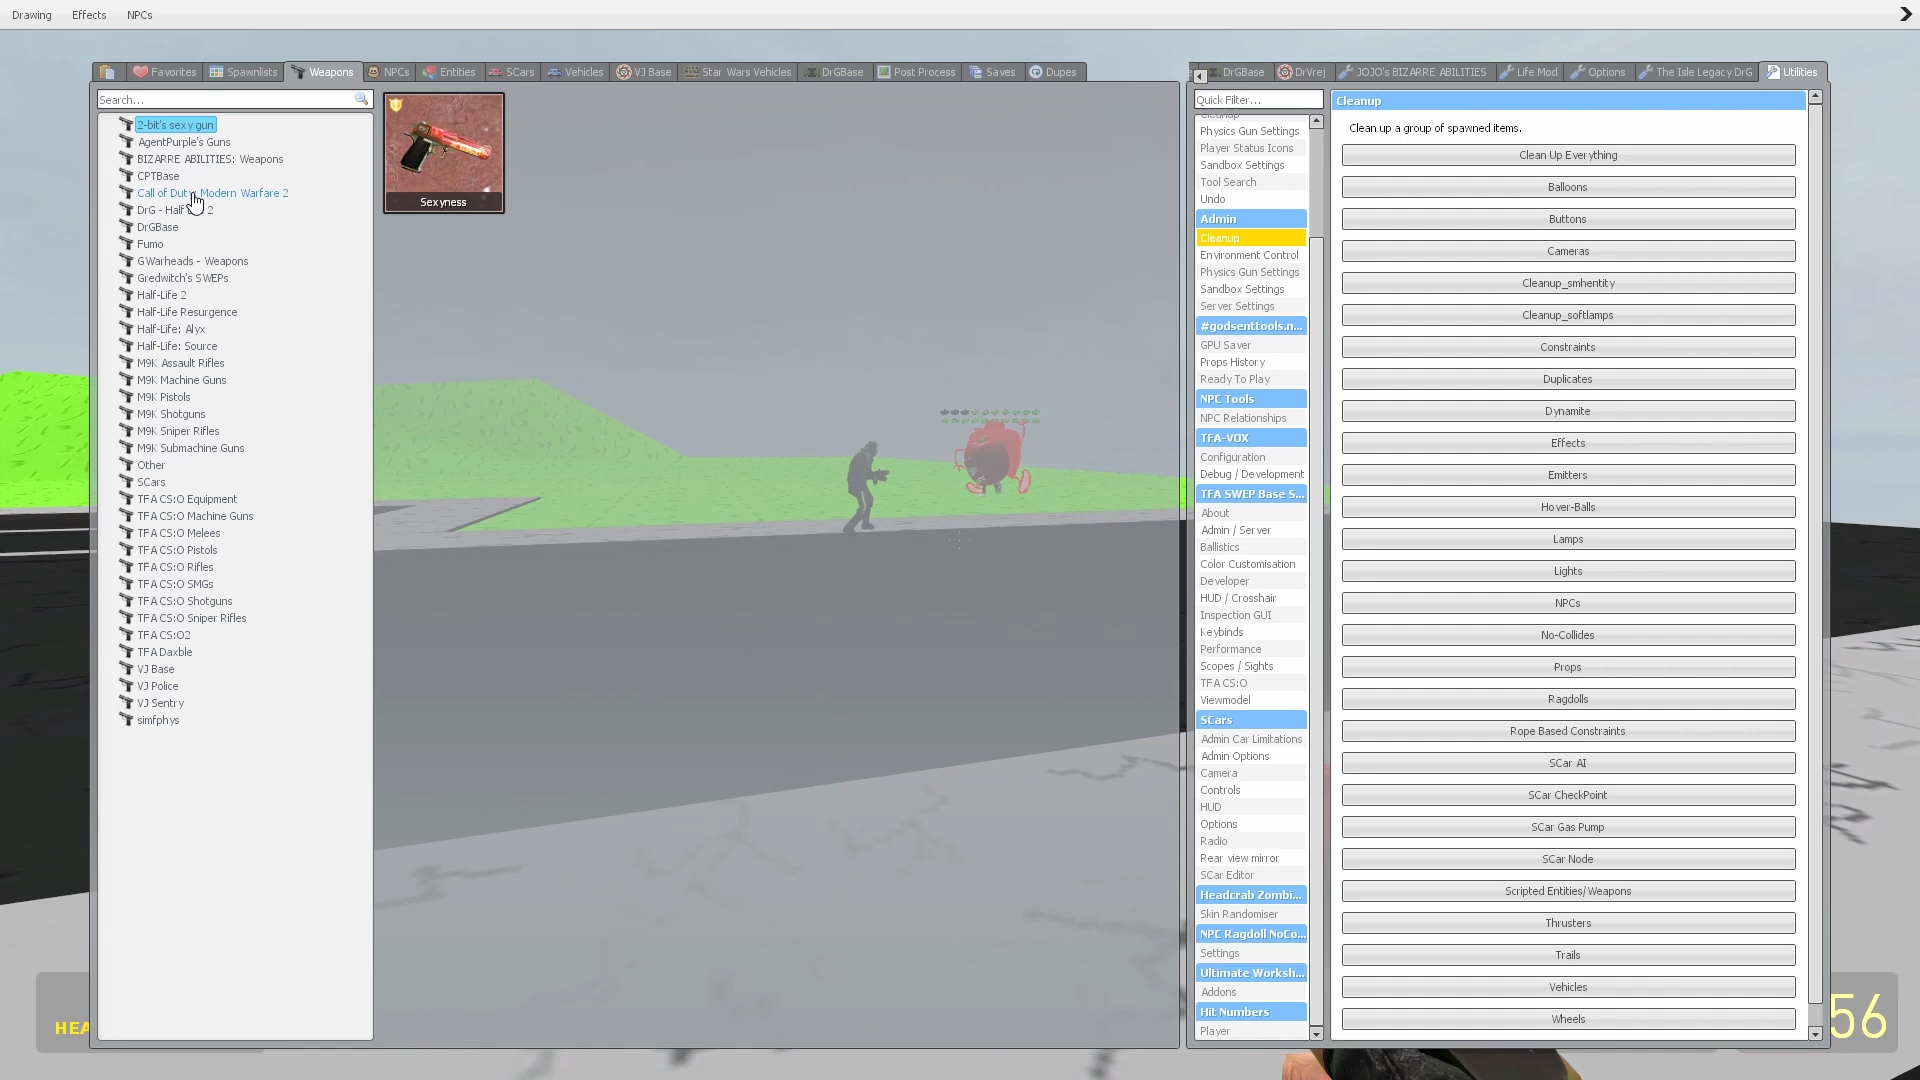 Drawing Effects NPCs
Favorites Spawnlists Weapons NPCs Entities SCars Vehicles VJ Base Star Wars Vehicles DrGBase Post Process Saves Dupes
Search...
2-bit's sexy gun
AgentPurple's Guns
BIZARRE ABILITIES: Weapons
CPTBase
Call of Duty Modern Warfare 2
DrG - Half 2
DrGBase
Fumo
GWarheads - Weapons
Gredwitch's SWEPs
Half-Life 2
Half-Life Resurgence
Half-Life: Alyx
Half-Life: Source
M9K Assault Rifles
M9K Machine Guns
M9K Pistols
M9K Shotguns
M9K Sniper Rifles
M9K Submachine Guns
Other
SCars
TFA CS:O Equipment
TFA CS:O Machine Guns
TFA CS:O Melees
TFA CS:O Pistols
TFA CS:O Rifles
TFA CS:O SMGs
TFA CS:O Shotguns
TFA CS:O Sniper Rifles
TFA CS:O2
TFA Daxble
VJ Base
VJ Police
VJ Sentry
simfphys
Sexyness
HEA
DrGBase DrVrej JOJO's BIZARRE ABILITIES Life Mod Options The Isle Legacy DrG Utilities
Quick Filter...
Cleanup
Physics Gun Settings
Player Status Icons
Sandbox Settings
Tool Search
Undo
Admin
Cleanup
Environment Control
Physics Gun Settings
Sandbox Settings
Server Settings
#godsenttools.n...
GPU Saver
Props History
Ready To Play
NPC Tools
NPC Relationships
TFA-VOX
Configuration
Debug / Development
TFA SWEP Base S...
About
Admin / Server
Ballistics
Color Customisation
Developer
HUD / Crosshair
Inspection GUI
Keybinds
Performance
Scopes / Sights
TFA CS:O
Viewmodel
SCars
Admin Car Limitations
Admin Options
Camera
Controls
HUD
Options
Radio
Rear view mirror
SCar Editor
Headcrab Zombi...
Skin Randomiser
NPC Ragdoll NoCo...
Settings
Ultimate Worksh...
Addons
Hit Numbers
Player
Cleanup
Clean up a group of spawned items.
Clean Up Everything
Balloons
Buttons
Cameras
Cleanup_smhentity
Cleanup_softlamps
Constraints
Duplicates
Dynamite
Effects
Emitters
Hover-Balls
Lamps
Lights
NPCs
No-Collides
Props
Ragdolls
Rope Based Constraints
SCar AI
SCar CheckPoint
SCar Gas Pump
SCar Node
Scripted Entities/Weapons
Thrusters
Trails
Vehicles
Wheels
56